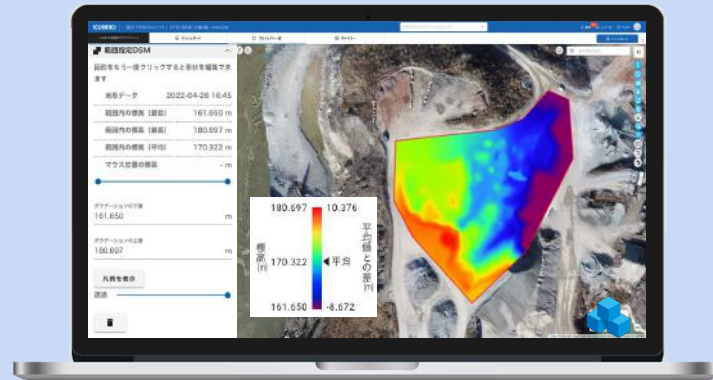 KUMIKI
範囲指定DSM
図形をもう一度クリックすると形状を編集でき
ます
地形データ 2022-04-26 16:45
範囲内の標高（最低） 161.650 m
範囲内の標高（最高） 180.697 m
範囲内の標高（平均） 170.322 m
マウス位置の標高 - m
グラデーションの下端
161.650 m
グラデーションの上端
180.697 m
凡例を表示
透過
180.697 10.376
標高[m]
170.322 ◀平均
平均値との差[m]
161.650 -8.672